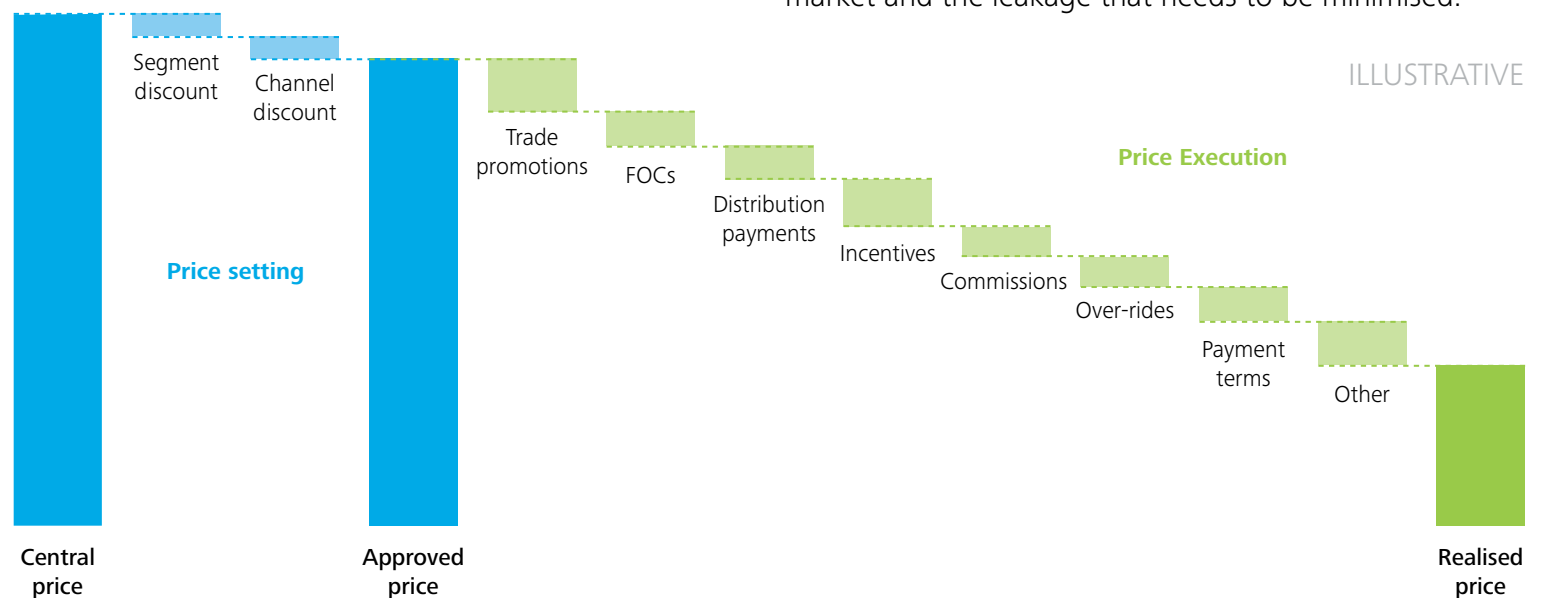 market and the leakage that needs to be minimised.
ILLUSTRATIVE
Segment
discount
Channel
discount
Trade
promotions
FOCs
Distribution
payments
Incentives
Commissions
Over-rides
Payment
terms
Other
Price setting
Price Execution
Central
price
Approved
price
Realised
price